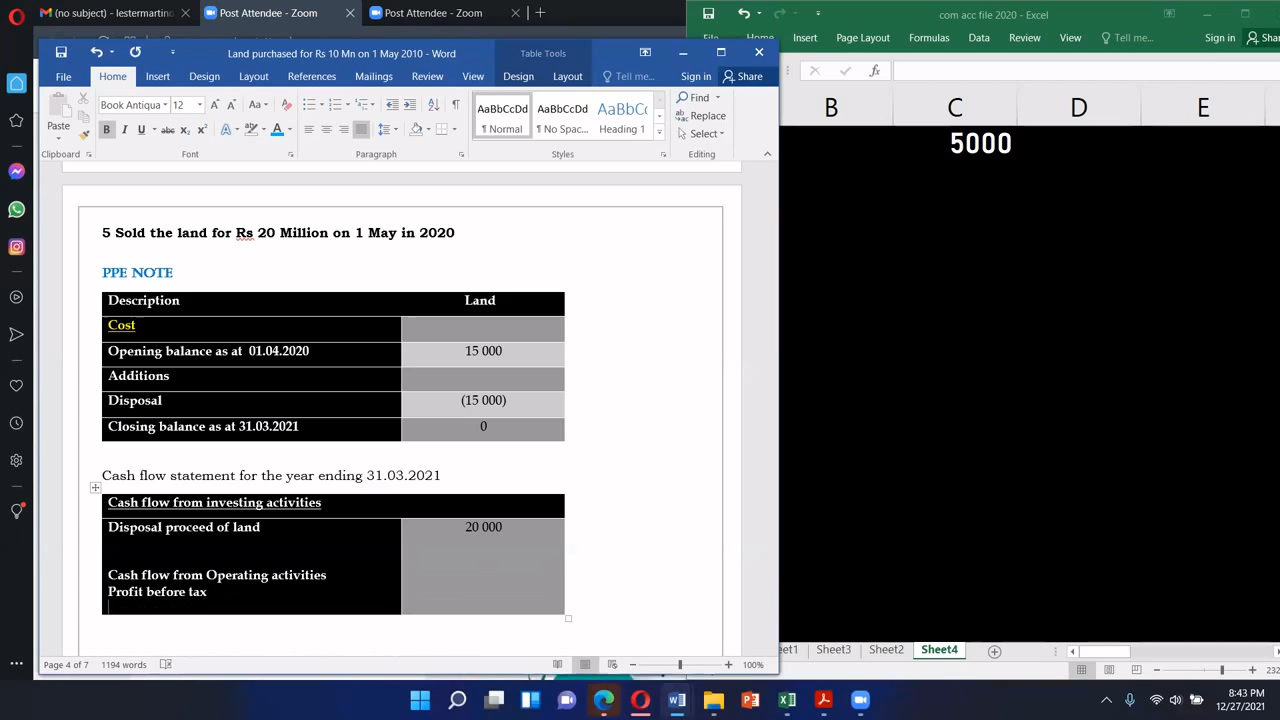 (no subject) - lestermartino
Post Attendee - Zoom
Post Attendee - Zoom
com acc file 2020 - Excel
Land purchased for Rs 10 Mn on 1 May 2010 - Word
Table Tools
File
Insert
Page Layout
Formulas
Data
Review
View
Tell me...
Sign in
Share
File
Home
Insert
Design
Layout
References
Mailings
Review
View
Design
Layout
Tell me...
Sign in
Share
Paste
Clipboard
Book Antiqua
12
Font
Paragraph
AaBbCcDd
¶ Normal
AaBbCcDd
¶ No Spac...
AaBbC
Heading 1
Styles
Find
Replace
Select
Editing
B
C
D
E
5000
5 Sold the land for Rs 20 Million on 1 May in 2020
PPE NOTE
Description Land
Cost
Opening balance as at 01.04.2020 15 000
Additions
Disposal (15 000)
Closing balance as at 31.03.2021 0
Cash flow statement for the year ending 31.03.2021
Cash flow from investing activities
Disposal proceed of land 20 000
Cash flow from Operating activities
Profit before tax
Page 4 of 7
1194 words
100%
Sheet3
Sheet2
Sheet4
8:43 PM
12/27/2021